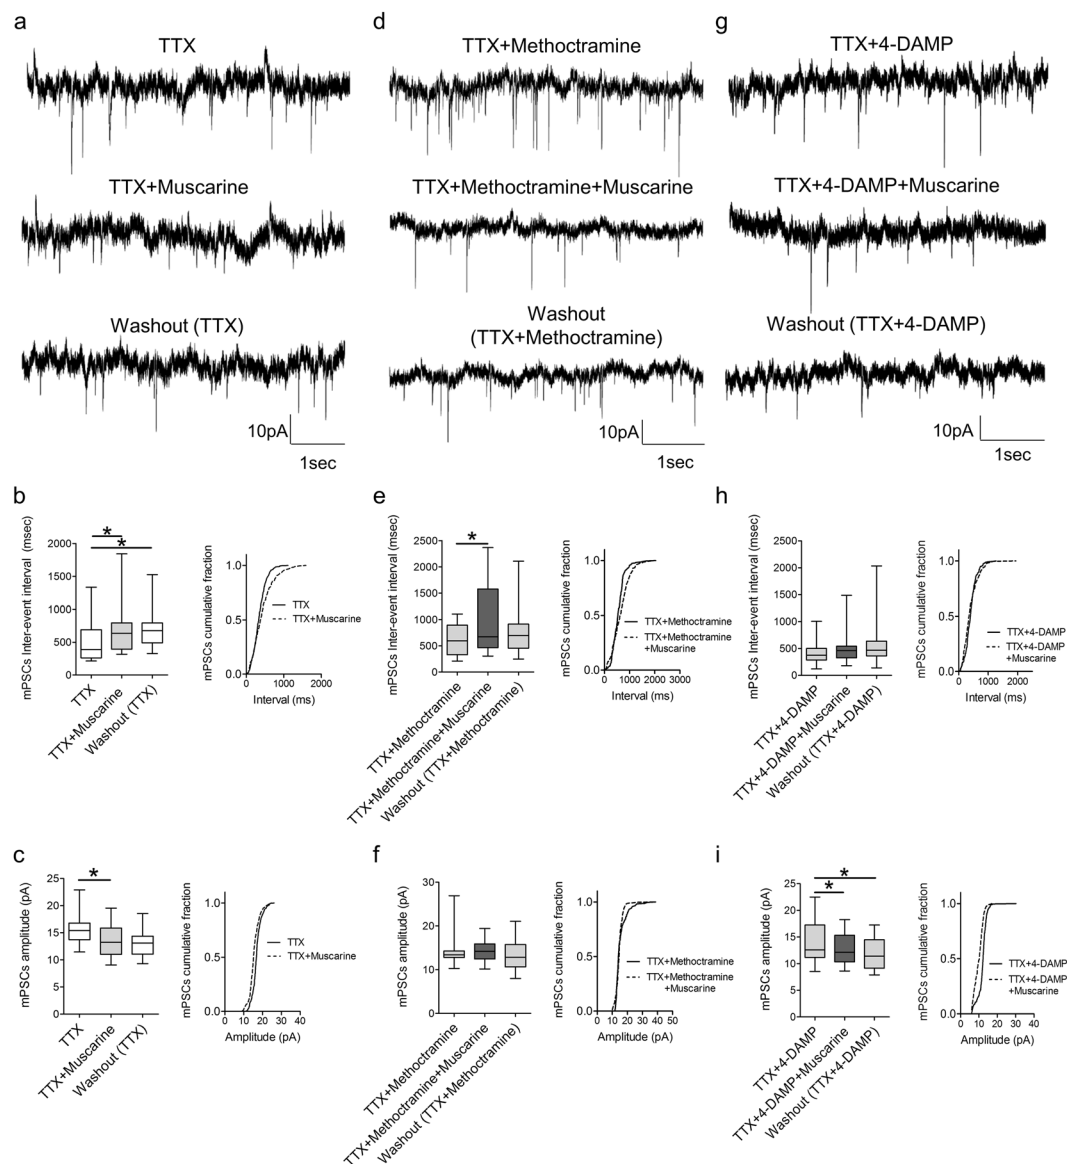 a
TTX
TTX+Muscarine
Washout (TTX)
10pA
1sec
d
TTX+Methoctramine
TTX+Methoctramine+Muscarine
Washout
(TTX+Methoctramine)
10pA
1sec
g
TTX+4-DAMP
TTX+4-DAMP+Muscarine
Washout (TTX+4-DAMP)
10pA
1sec
b
mPSCs Inter-event interval (msec)
2000
1500
1000
500
0
*
*
TTX
TTX+Muscarine
Washout (TTX)
mPSCs cumulative fraction
1.0
0.5
0.0
TTX
TTX+Muscarine
0
1000
2000
Interval (ms)
e
mPSCs Inter-event interval (msec)
2500
2000
1500
1000
500
0
*
TTX+Methoctramine
TTX+Methoctramine+Muscarine
Washout (TTX+Methoctramine)
mPSCs cumulative fraction
1.0
0.5
0.0
TTX+Methoctramine
TTX+Methoctramine
+Muscarine
0
1000
2000
3000
Interval (ms)
h
mPSCs Inter-event interval (msec)
2500
2000
1500
1000
500
0
TTX+4-DAMP
TTX+4-DAMP+Muscarine
Washout (TTX+4-DAMP)
mPSCs cumulative fraction
1.0
0.5
0.0
TTX+4-DAMP
TTX+4-DAMP
+Muscarine
0
1000
2000
Interval (ms)
c
mPSCs amplitude (pA)
25
20
15
10
5
0
*
TTX
TTX+Muscarine
Washout (TTX)
mPSCs cumulative fraction
1.0
0.5
0.0
TTX
TTX+Muscarine
0
10
20
30
40
Amplitude (pA)
f
mPSCs amplitude (pA)
30
20
10
0
TTX+Methoctramine
TTX+Methoctramine+Muscarine
Washout (TTX+Methoctramine)
mPSCs cumulative fraction
1.0
0.5
0.0
TTX+Methoctramine
TTX+Methoctramine
+Muscarine
0
10
20
30
40
50
Amplitude (pA)
i
mPSCs amplitude (pA)
25
20
15
10
5
0
*
*
TTX+4-DAMP
TTX+4-DAMP+Muscarine
Washout (TTX+4-DAMP)
mPSCs cumulative fraction
1.0
0.5
0.0
TTX+4-DAMP
TTX+4-DAMP
+Muscarine
0
10
20
30
40
Amplitude (pA)